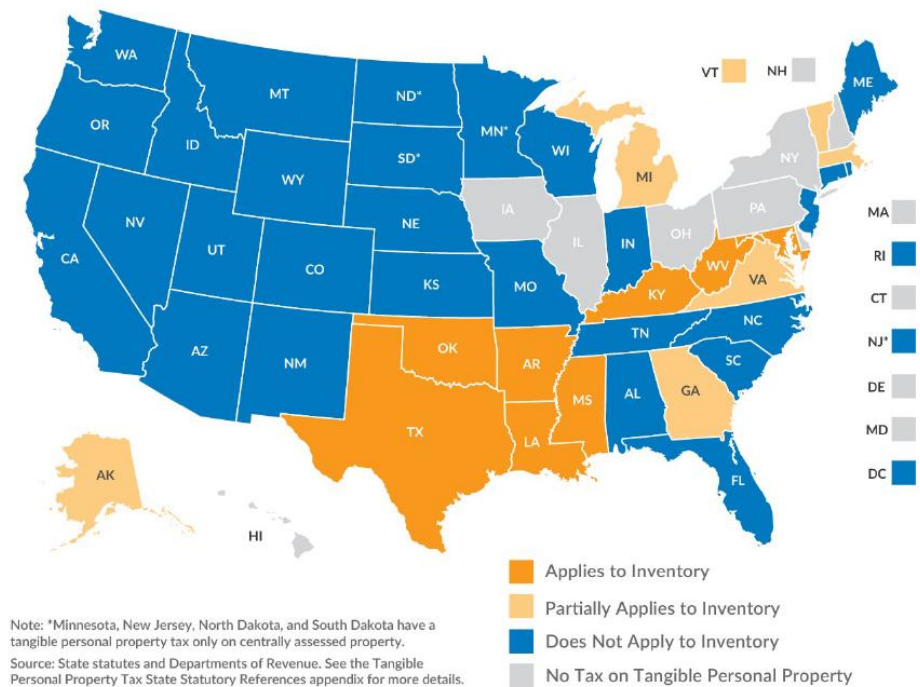 WA
MT
ND*
MN*
ME
VT
NH
OR
ID
SD*
WI
NY
WY
MI
NE
IA
PA
MA
NV
UT
IL
IN
OH
RI
CA
CO
KS
MO
WV
VA
KY
CT
NC
TN
NJ*
AZ
NM
OK
AR
SC
DE
MS
AL
GA
TX
LA
MD
DC
AK
FL
HI
Applies to Inventory
Partially Applies to Inventory
Does Not Apply to Inventory
No Tax on Tangible Personal Property
Note: *Minnesota, New Jersey, North Dakota, and South Dakota have a
tangible personal property tax only on centrally assessed property.
Source: State statutes and Departments of Revenue. See the Tangible
Personal Property Tax State Statutory References appendix for more details.